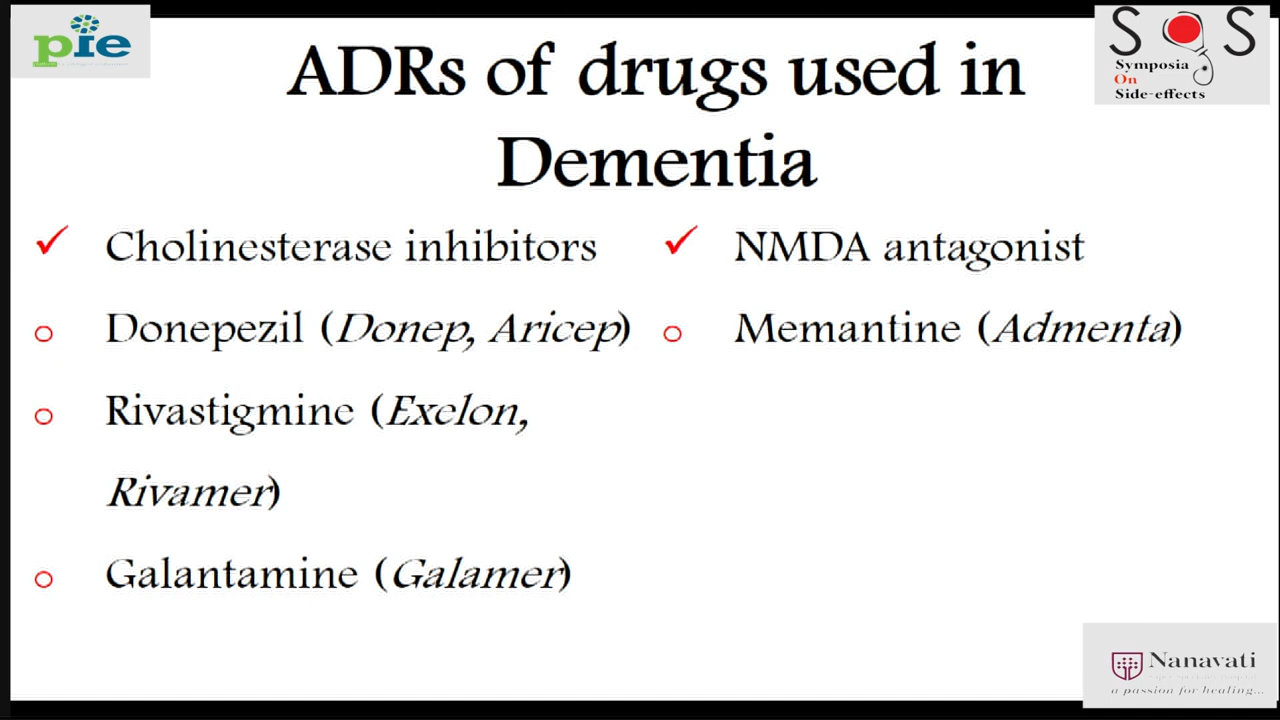 pie
S S
Symposia
On
Side-effects
ADRs of drugs used in
Dementia
✓ Cholinesterase inhibitors
o Donepezil (Donep, Aricep)
o Rivastigmine (Exelon,
Rivamer)
o Galantamine (Galamer)
✓ NMDA antagonist
o Memantine (Admenta)
Nanavati
a passion for healing...